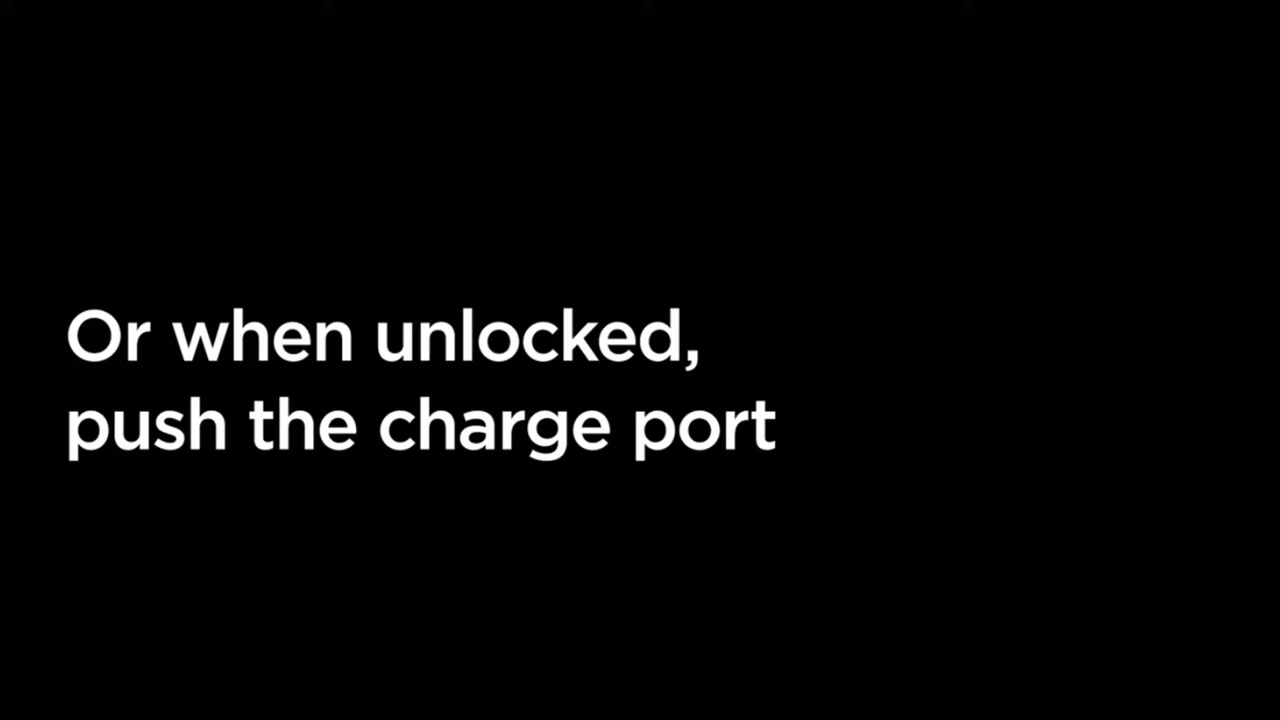 Or when unlocked,
push the charge port